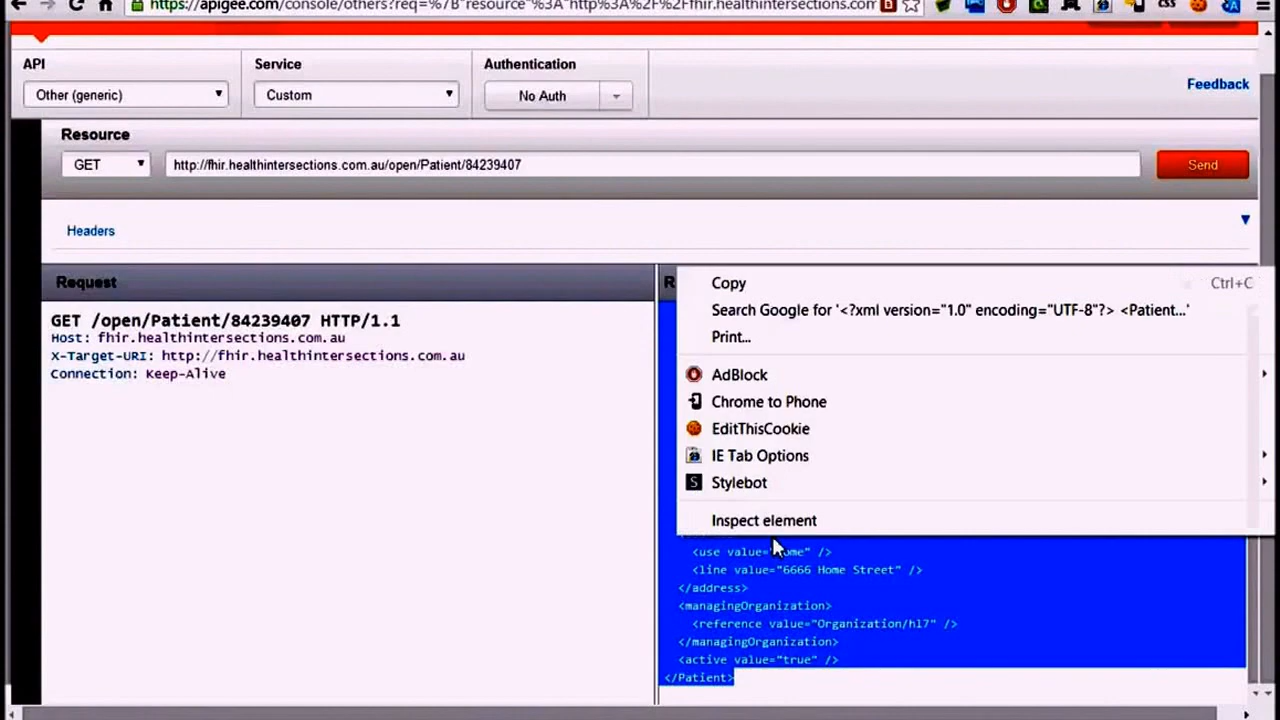 https://apigee.com/console/others?req=%7B"resource"%3A"http%3A%2F%2Ffhir.healthintersections.com
API
Service
Authentication
Other (generic)
Custom
No Auth
Feedback
Resource
GET
http://fhir.healthintersections.com.au/open/Patient/84239407
Send
Headers
Request
R
GET /open/Patient/84239407 HTTP/1.1
Host: fhir.healthintersections.com.au
X-Target-URI: http://fhir.healthintersections.com.au
Connection: Keep-Alive
Copy Ctrl+C
Search Google for '<?xml version="1.0" encoding="UTF-8"?> <Patient...'
Print...
AdBlock
Chrome to Phone
EditThisCookie
IE Tab Options
S Stylebot
Inspect element
<use value="home" />
<line value="6666 Home Street" />
</address>
<managingOrganization>
<reference value="Organization/hl7" />
</managingOrganization>
<active value="true" />
</Patient>